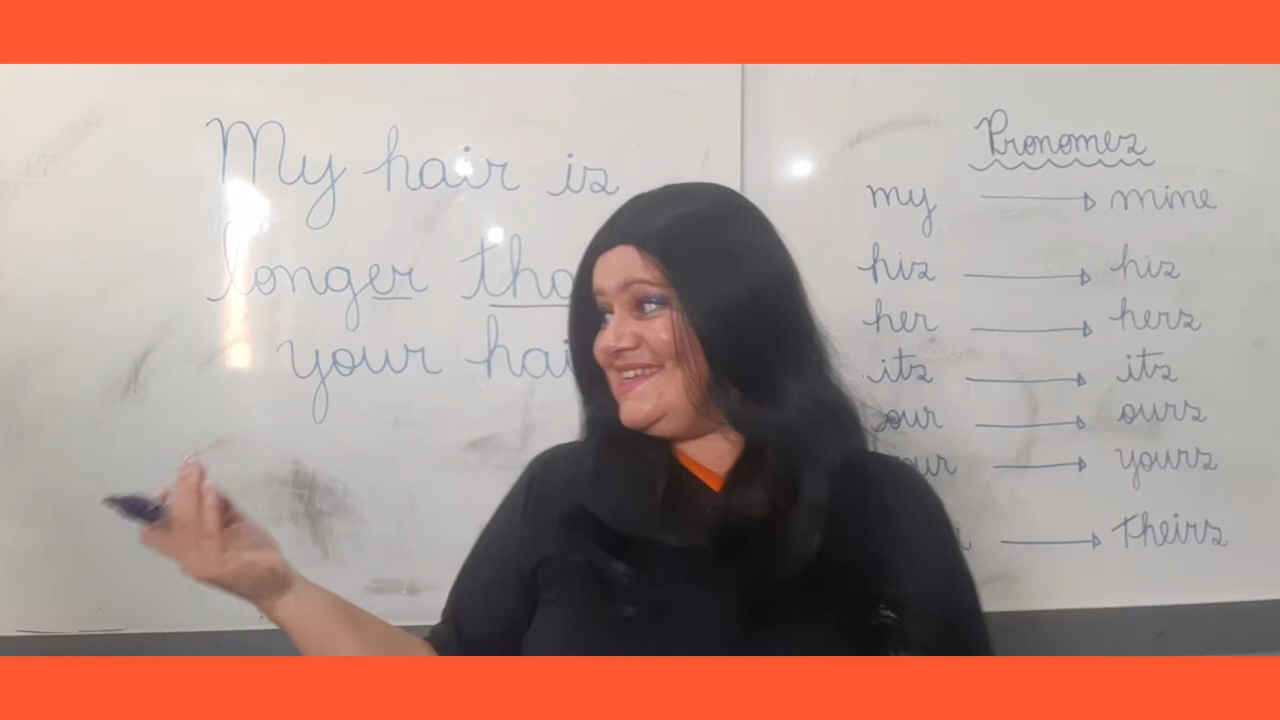 My hair is
longer tha
your hai
Pronomes
my → mine
his → his
her → hers
its → its
our → ours
→ yours
→ theirs